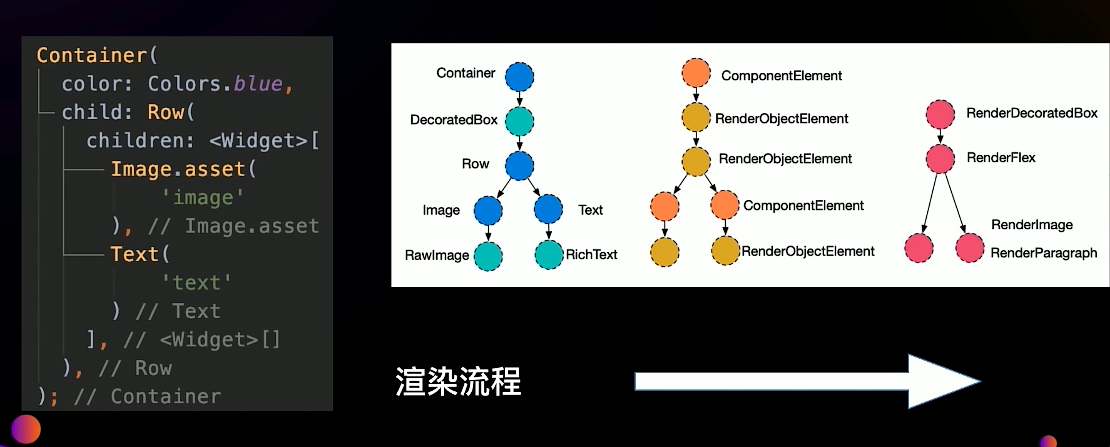 Container(
color: Colors.blue,
child: Row(
children: <Widget>[
Image.asset(
'image'
), // Image.asset
Text(
'text'
) // Text
], // <Widget>[]
), // Row
); // Container
Container
DecoratedBox
Row
Image
Text
RawImage
RichText
ComponentElement
RenderObjectElement
RenderObjectElement
ComponentElement
RenderObjectElement
RenderDecoratedBox
RenderFlex
RenderImage
RenderParagraph
渲染流程